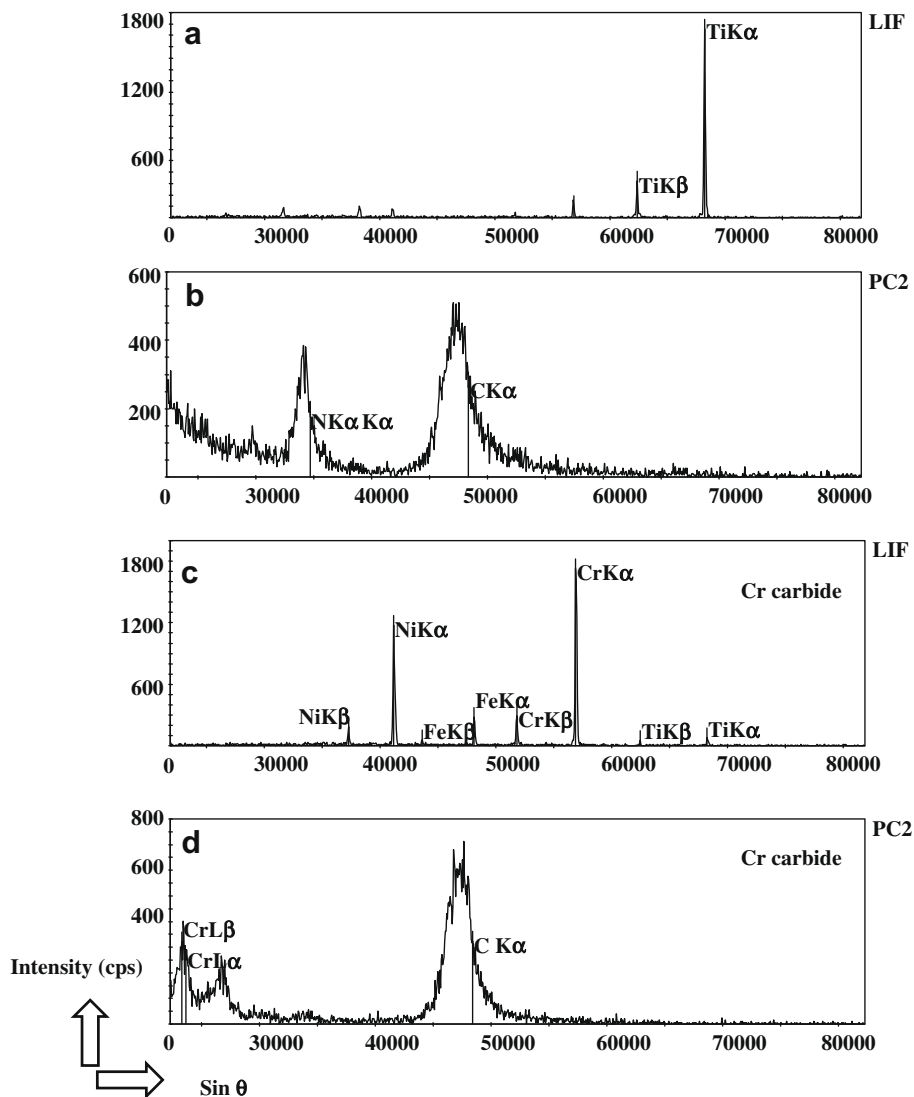 a
LIF
1800
1200
600
TiKα
TiKβ
0 30000 40000 50000 60000 70000 80000
b
PC2
600
400
200
NKα Kα
CKα
0 30000 40000 50000 60000 70000 80000
c
LIF
1800
1200
600
CrKα
Cr carbide
NiKα
NiKβ
FeKα
FeKβ
CrKβ
TiKβ
TiKα
0 30000 40000 50000 60000 70000 80000
d
PC2
800
600
400
Cr carbide
CrLβ
CrLα
C Kα
Intensity (cps)
0 30000 40000 50000 60000 70000 80000
Sin θ